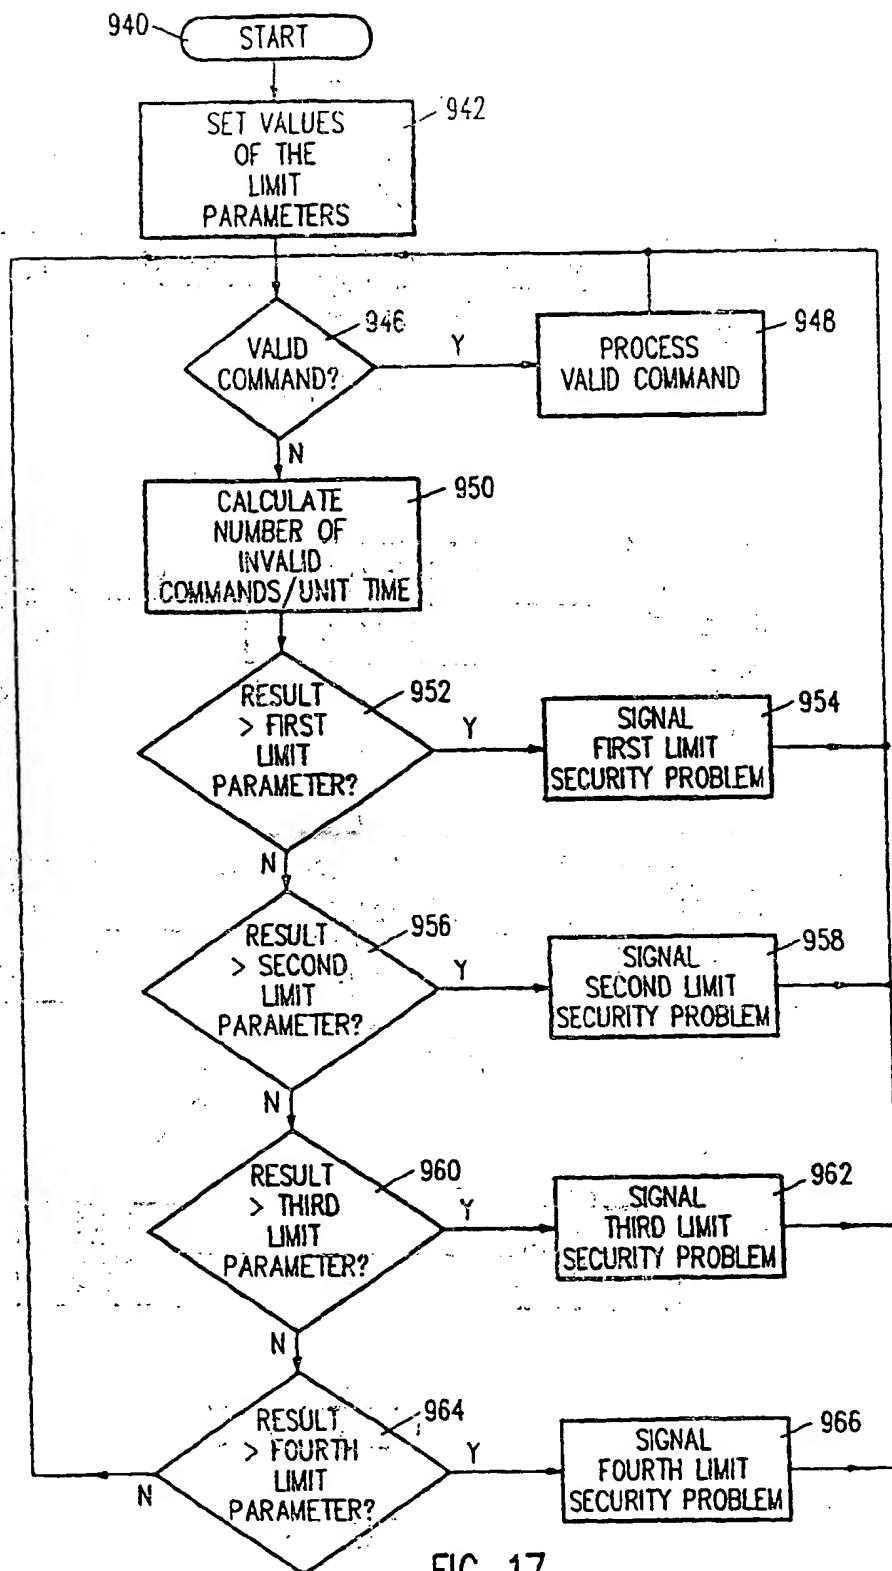 940
START
942
SET VALUES
OF THE
LIMIT
PARAMETERS
946
VALID
COMMAND?
Y
948
PROCESS
VALID COMMAND
N
950
CALCULATE
NUMBER OF
INVALID
COMMANDS/UNIT TIME
952
RESULT
> FIRST
LIMIT
PARAMETER?
Y
954
SIGNAL
FIRST LIMIT
SECURITY PROBLEM
N
956
RESULT
> SECOND
LIMIT
PARAMETER?
Y
958
SIGNAL
SECOND LIMIT
SECURITY PROBLEM
N
960
RESULT
> THIRD
LIMIT
PARAMETER?
Y
962
SIGNAL
THIRD LIMIT
SECURITY PROBLEM
N
964
RESULT
> FOURTH
LIMIT
PARAMETER?
Y
966
SIGNAL
FOURTH LIMIT
SECURITY PROBLEM
N
FIG. 17